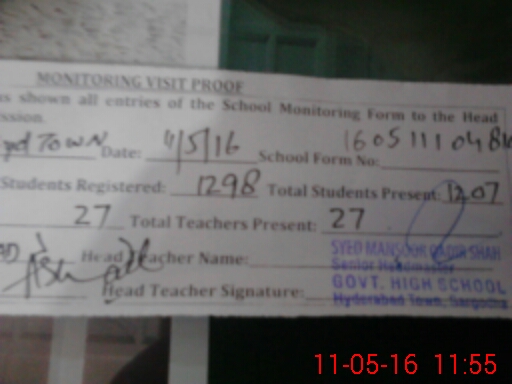 MONITORING VISIT PROOF
shown all entries of the School Monitoring Form to the Head
ssion.
TOWN Date: 4/5/16 School Form No: 160511104
Students Registered: 1298 Total Students Present: 1207
27 Total Teachers Present: 27
Head Teacher Name: SYED MANSOOR QADIR SHAH
Senior Headmaster
Head Teacher Signature: GOVT. HIGH SCHOOL
Hyderabad Town, Sargodha
11-05-16 11:55